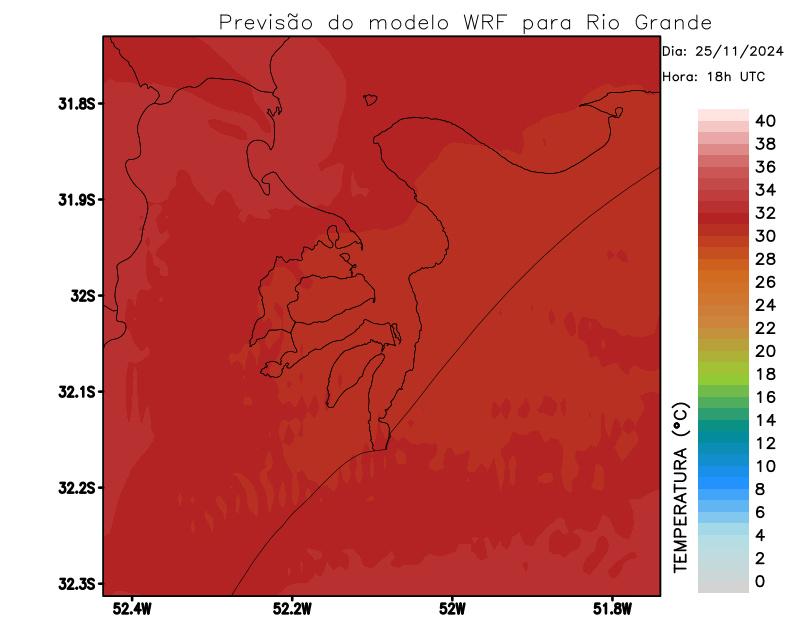 Previsão do modelo WRF para Rio Grande
Dia: 25/11/2024
Hora: 18h UTC
31.8S
31.9S
32S
32.1S
32.2S
32.3S
52.4W
52.2W
52W
51.8W
TEMPERATURA (°C)
40
38
36
34
32
30
28
26
24
22
20
18
16
14
12
10
8
6
4
2
0